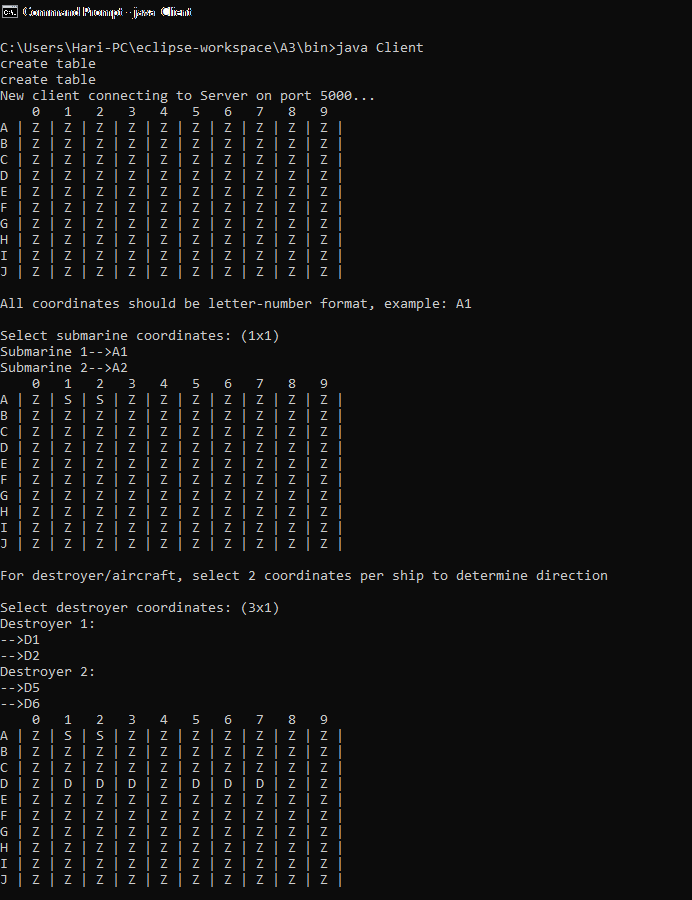 Command Prompt - java Client
C:\Users\Hari-PC\eclipse-workspace\A3\bin>java Client
create table
create table
New client connecting to Server on port 5000...
    0   1   2   3   4   5   6   7   8   9
A | Z | Z | Z | Z | Z | Z | Z | Z | Z | Z |
B | Z | Z | Z | Z | Z | Z | Z | Z | Z | Z |
C | Z | Z | Z | Z | Z | Z | Z | Z | Z | Z |
D | Z | Z | Z | Z | Z | Z | Z | Z | Z | Z |
E | Z | Z | Z | Z | Z | Z | Z | Z | Z | Z |
F | Z | Z | Z | Z | Z | Z | Z | Z | Z | Z |
G | Z | Z | Z | Z | Z | Z | Z | Z | Z | Z |
H | Z | Z | Z | Z | Z | Z | Z | Z | Z | Z |
I | Z | Z | Z | Z | Z | Z | Z | Z | Z | Z |
J | Z | Z | Z | Z | Z | Z | Z | Z | Z | Z |
All coordinates should be letter-number format, example: A1
Select submarine coordinates: (1x1)
Submarine 1-->A1
Submarine 2-->A2
    0   1   2   3   4   5   6   7   8   9
A | Z | S | S | Z | Z | Z | Z | Z | Z | Z |
B | Z | Z | Z | Z | Z | Z | Z | Z | Z | Z |
C | Z | Z | Z | Z | Z | Z | Z | Z | Z | Z |
D | Z | Z | Z | Z | Z | Z | Z | Z | Z | Z |
E | Z | Z | Z | Z | Z | Z | Z | Z | Z | Z |
F | Z | Z | Z | Z | Z | Z | Z | Z | Z | Z |
G | Z | Z | Z | Z | Z | Z | Z | Z | Z | Z |
H | Z | Z | Z | Z | Z | Z | Z | Z | Z | Z |
I | Z | Z | Z | Z | Z | Z | Z | Z | Z | Z |
J | Z | Z | Z | Z | Z | Z | Z | Z | Z | Z |
For destroyer/aircraft, select 2 coordinates per ship to determine direction
Select destroyer coordinates: (3x1)
Destroyer 1:
-->D1
-->D2
Destroyer 2:
-->D5
-->D6
    0   1   2   3   4   5   6   7   8   9
A | Z | S | S | Z | Z | Z | Z | Z | Z | Z |
B | Z | Z | Z | Z | Z | Z | Z | Z | Z | Z |
C | Z | Z | Z | Z | Z | Z | Z | Z | Z | Z |
D | Z | D | D | D | Z | D | D | D | Z | Z |
E | Z | Z | Z | Z | Z | Z | Z | Z | Z | Z |
F | Z | Z | Z | Z | Z | Z | Z | Z | Z | Z |
G | Z | Z | Z | Z | Z | Z | Z | Z | Z | Z |
H | Z | Z | Z | Z | Z | Z | Z | Z | Z | Z |
I | Z | Z | Z | Z | Z | Z | Z | Z | Z | Z |
J | Z | Z | Z | Z | Z | Z | Z | Z | Z | Z |